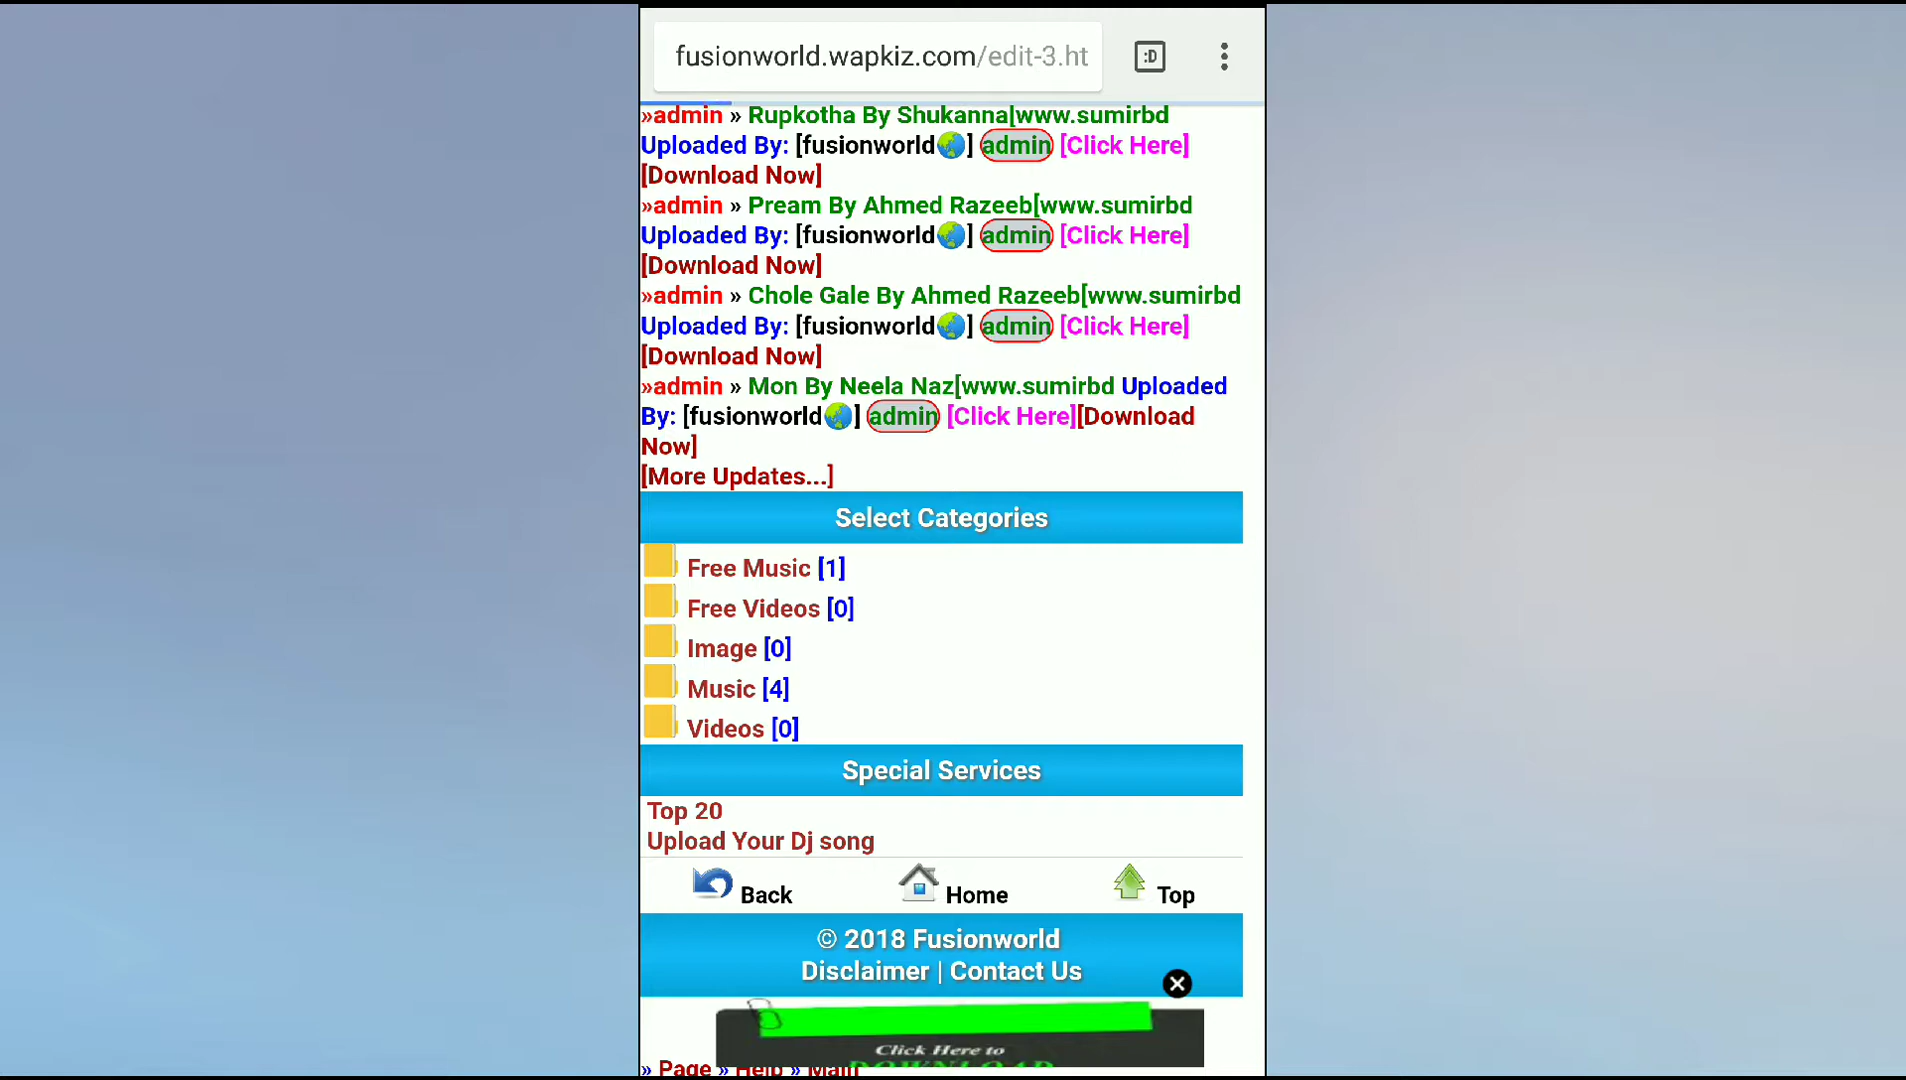 fusionworld.wapkiz.com/edit-3.ht
:D
»admin » Rupkotha By Shukanna[www.sumirbd
Uploaded By: [fusionworld🌏] admin [Click Here]
[Download Now]
»admin » Pream By Ahmed Razeeb[www.sumirbd
Uploaded By: [fusionworld🌏] admin [Click Here]
[Download Now]
»admin » Chole Gale By Ahmed Razeeb[www.sumirbd
Uploaded By: [fusionworld🌏] admin [Click Here]
[Download Now]
»admin » Mon By Neela Naz[www.sumirbd Uploaded
By: [fusionworld🌏] admin [Click Here][Download
Now]
[More Updates...]
Select Categories
Free Music [1]
Free Videos [0]
Image [0]
Music [4]
Videos [0]
Special Services
Top 20
Upload Your Dj song
Back Home Top
© 2018 Fusionworld
Disclaimer | Contact Us
Click Here to
DOWNLOAD
» Page » Help » Main